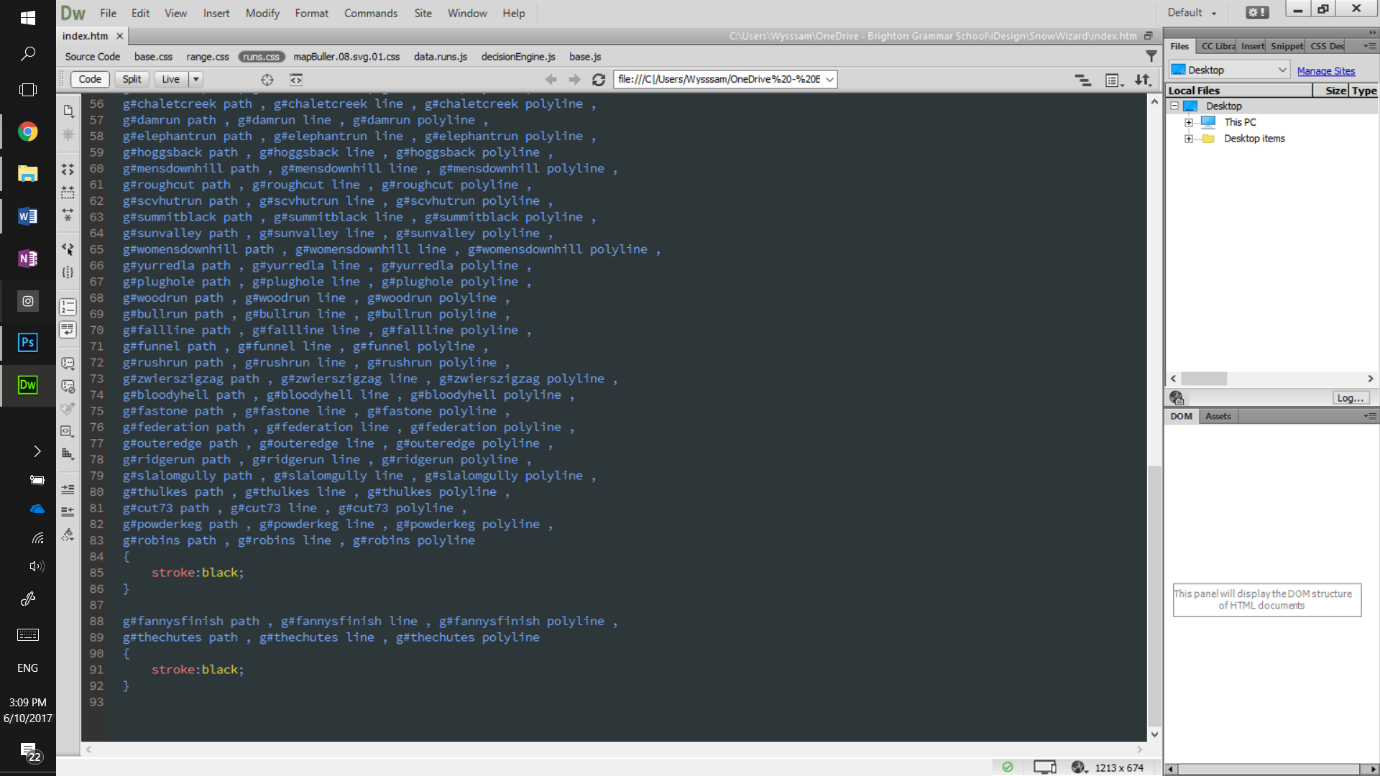 Dw File Edit View Insert Modify Format Commands Site Window Help Default
index.htm C:\Users\Wysssam\OneDrive - Brighton Grammar School\iDesign\SnowWizard\index.htm
Source Code base.css range.css runs.css mapBuller.08.svg.01.css data.runs.js decisionEngine.js base.js
Code Split Live file:///C|/Users/Wysssam/OneDrive%20-%20B
56 g#chaletcreek path , g#chaletcreek line , g#chaletcreek polyline ,
57 g#damrun path , g#damrun line , g#damrun polyline ,
58 g#elephantrun path , g#elephantrun line , g#elephantrun polyline ,
59 g#hoggsback path , g#hoggsback line , g#hoggsback polyline ,
60 g#mensdownhill path , g#mensdownhill line , g#mensdownhill polyline ,
61 g#roughcut path , g#roughcut line , g#roughcut polyline ,
62 g#scvhutrun path , g#scvhutrun line , g#scvhutrun polyline ,
63 g#summitblack path , g#summitblack line , g#summitblack polyline ,
64 g#sunvalley path , g#sunvalley line , g#sunvalley polyline ,
65 g#womensdownhill path , g#womensdownhill line , g#womensdownhill polyline ,
66 g#yurredla path , g#yurredla line , g#yurredla polyline ,
67 g#plughole path , g#plughole line , g#plughole polyline ,
68 g#woodrun path , g#woodrun line , g#woodrun polyline ,
69 g#bullrun path , g#bullrun line , g#bullrun polyline ,
70 g#fallline path , g#fallline line , g#fallline polyline ,
71 g#funnel path , g#funnel line , g#funnel polyline ,
72 g#rushrun path , g#rushrun line , g#rushrun polyline ,
73 g#zwierszigzag path , g#zwierszigzag line , g#zwierszigzag polyline ,
74 g#bloodyhell path , g#bloodyhell line , g#bloodyhell polyline ,
75 g#fastone path , g#fastone line , g#fastone polyline ,
76 g#federation path , g#federation line , g#federation polyline ,
77 g#outeredge path , g#outeredge line , g#outeredge polyline ,
78 g#ridgerun path , g#ridgerun line , g#ridgerun polyline ,
79 g#slalomgully path , g#slalomgully line , g#slalomgully polyline ,
80 g#thulkes path , g#thulkes line , g#thulkes polyline ,
81 g#cut73 path , g#cut73 line , g#cut73 polyline ,
82 g#powderkeg path , g#powderkeg line , g#powderkeg polyline ,
83 g#robins path , g#robins line , g#robins polyline
84 {
85 stroke:black;
86 }
87
88 g#fannysfinish path , g#fannysfinish line , g#fannysfinish polyline ,
89 g#thechutes path , g#thechutes line , g#thechutes polyline
90 {
91 stroke:black;
92 }
93
1213 x 674
Files CC Libra Insert Snippet CSS Des
Desktop Manage Sites
Local Files Size Type
Desktop
This PC
Desktop items
Log...
DOM Assets
This panel will display the DOM structure
of HTML documents
Ps
Dw
ENG
3:09 PM
6/10/2017
22